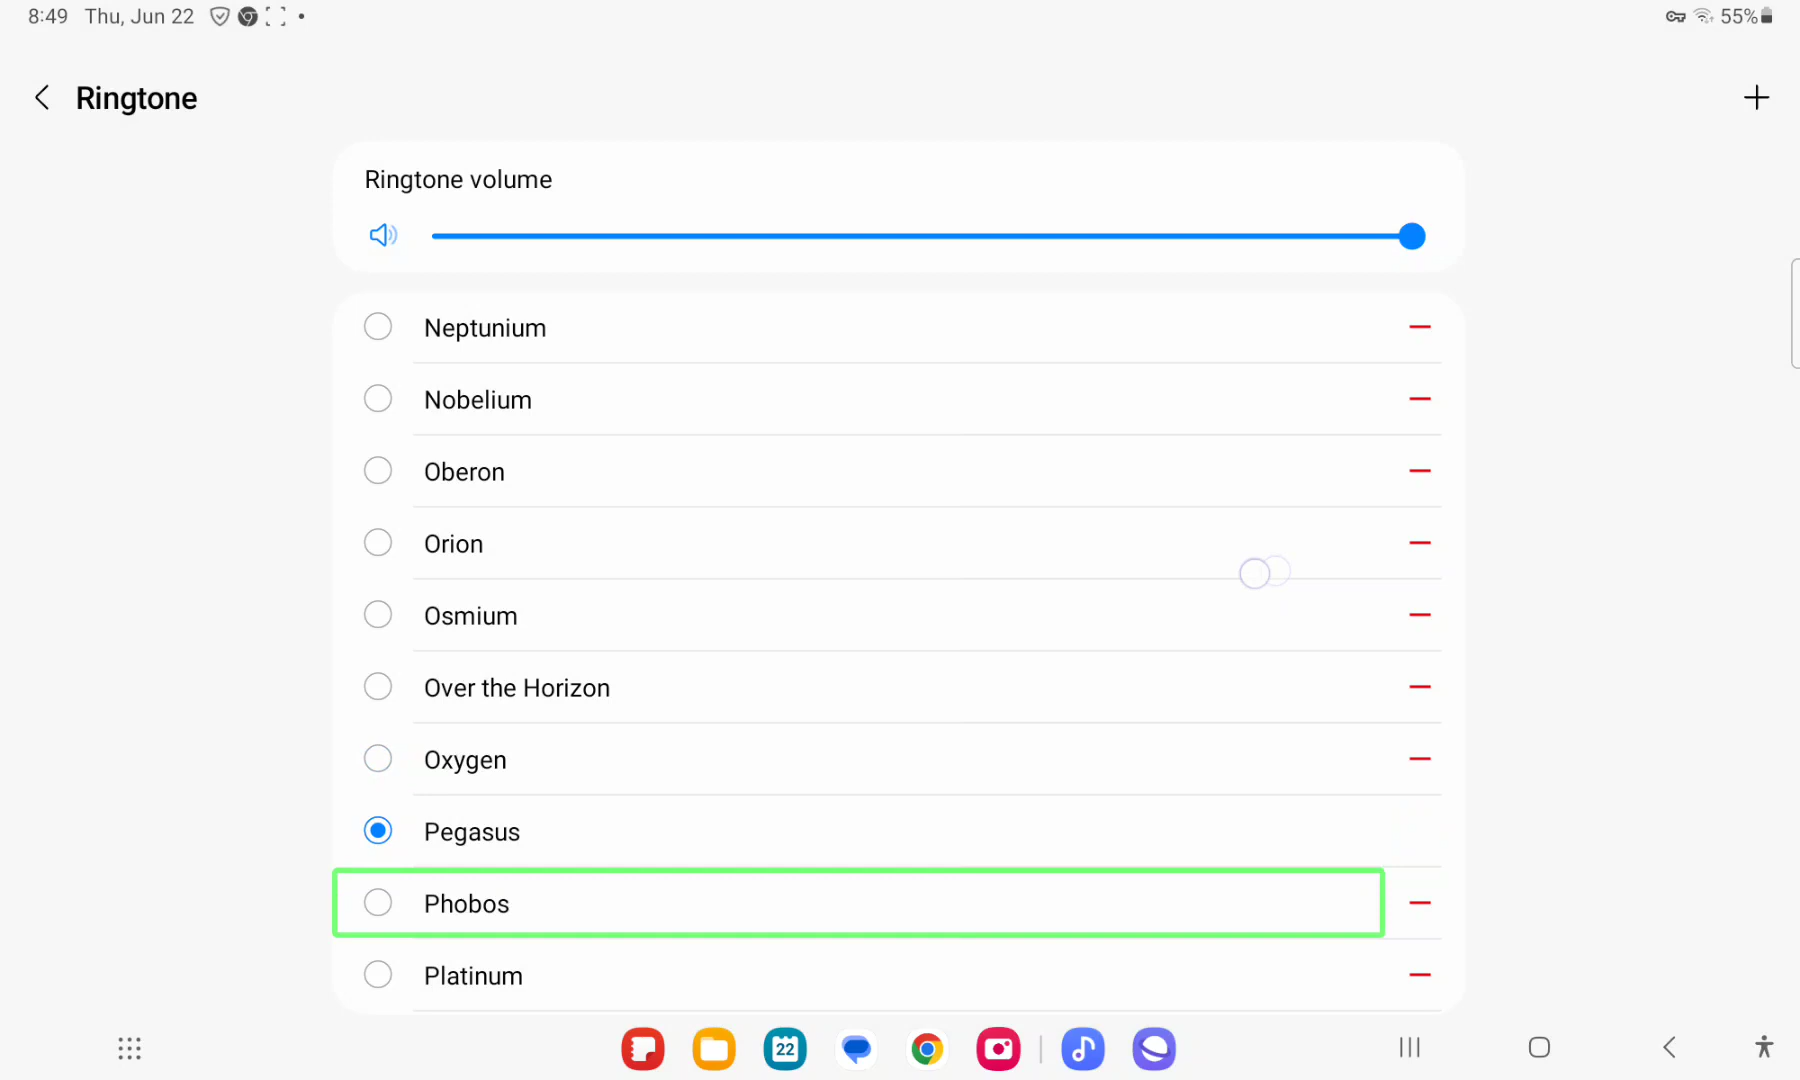 8:49 Thu, Jun 22 55%
Ringtone
Ringtone volume
Neptunium
Nobelium
Oberon
Orion
Osmium
Over the Horizon
Oxygen
Pegasus
Phobos
Platinum
22